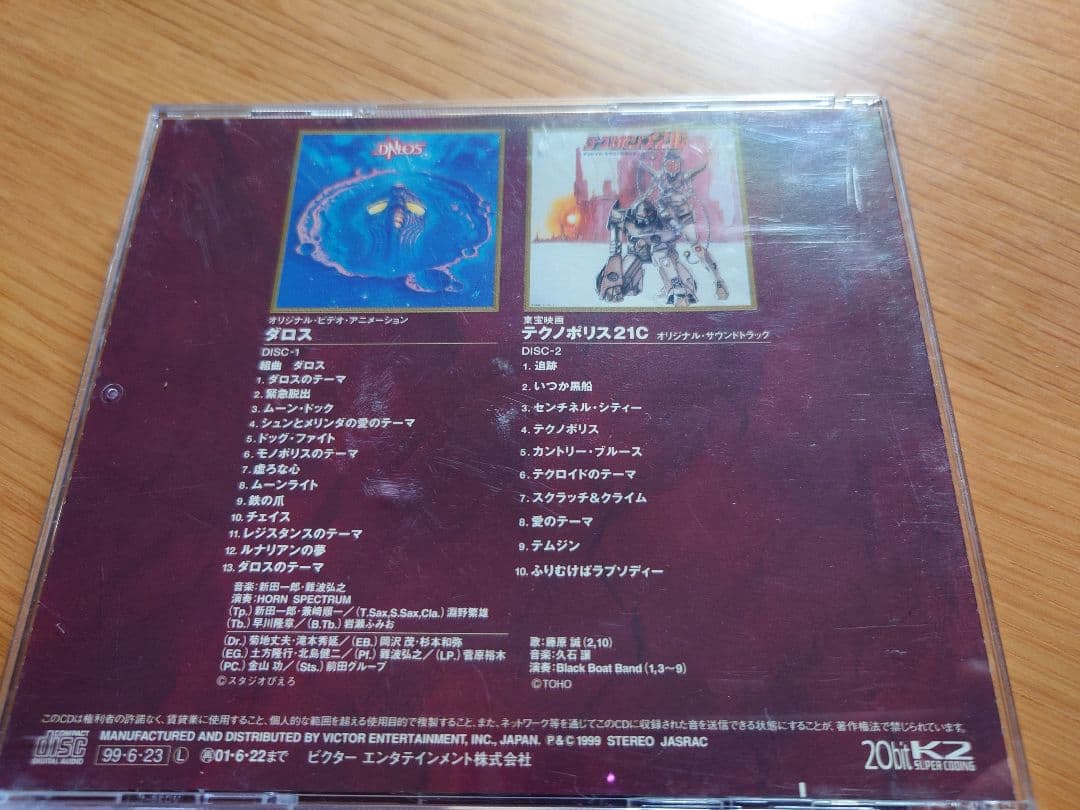 DALLOS
テクノポリス21C
オリジナル・ビデオ・アニメーション
ダロス
DISC-1
組曲 ダロス
1. ダロスのテーマ
2. 緊急脱出
3. ムーン・ドック
4. シュンとメリンダの愛のテーマ
5. ドッグ・ファイト
6. モノポリスのテーマ
7. 虚ろな心
8. ムーンライト
9. 鉄の爪
10. チェイス
11. レジスタンスのテーマ
12. ルナリアンの夢
13. ダロスのテーマ
音楽:新田一郎・難波弘之
演奏:HORN SPECTRUM
(Tp.) 新田一郎・兼崎順一/(T.Sax,S.Sax,Cla.) 淵野繁雄
(Tb.) 早川隆章/(B.Tb.) 岩瀬ふみお
(Dr.) 菊地丈夫・滝本秀延/(EB.) 岡沢 茂・杉本和弥
(EG.) 土方隆行・北島健二/(Pf.) 難波弘之/(LP.) 菅原裕木
(PC.) 金山 功/(Sts.) 前田グループ
©スタジオぴえろ
東宝映画
テクノポリス21C オリジナル・サウンドトラック
DISC-2
1. 追跡
2. いつか黒船
3. センチネル・シティー
4. テクノポリス
5. カントリー・ブルース
6. テクロイドのテーマ
7. スクラッチ&クライム
8. 愛のテーマ
9. テムジン
10. ふりむけばラプソディー
歌:藤原 誠(2,10)
音楽:久石 譲
演奏:Black Boat Band (1,3〜9)
©TOHO
このCDは権利者の許諾なく、賃貸業に使用すること、個人的な範囲を超える使用目的で複製すること、また、ネットワーク等を通じてこのCDに収録された音を送信できる状態にすることが、著作権法で禁じられています。
COMPACT disc DIGITAL AUDIO
MANUFACTURED AND DISTRIBUTED BY VICTOR ENTERTAINMENT, INC., JAPAN. ℗&© 1999 STEREO JASRAC
99・6・23 Ⓛ 再01・6・22まで ビクター エンタテインメント株式会社
20bit K2 SUPER CODING